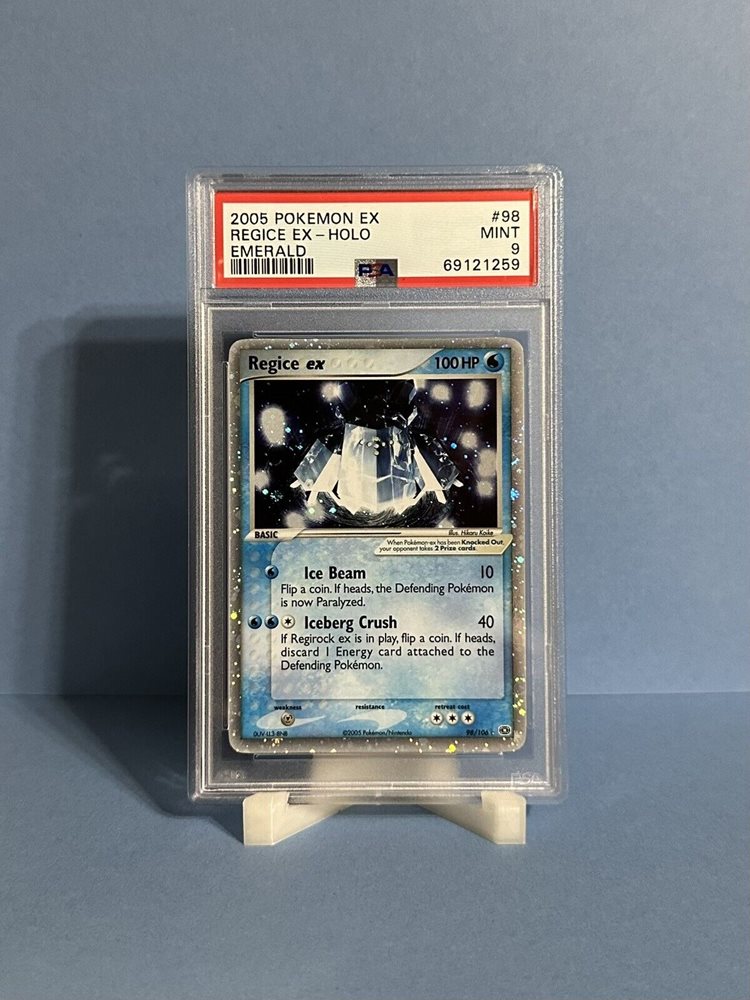 2005 POKEMON EX #98
REGICE EX - HOLO MINT
EMERALD 9
PSA 69121259
Regice ex 100 HP
BASIC
Illus. Hikaru Koike
When Pokémon-ex has been Knocked Out,
your opponent takes 2 Prize cards.
Ice Beam 10
Flip a coin. If heads, the Defending Pokémon
is now Paralyzed.
Iceberg Crush 40
If Regirock ex is in play, flip a coin. If heads,
discard 1 Energy card attached to the
Defending Pokémon.
weakness resistance retreat cost
©2005 Pokémon/Nintendo 98/106
PSA